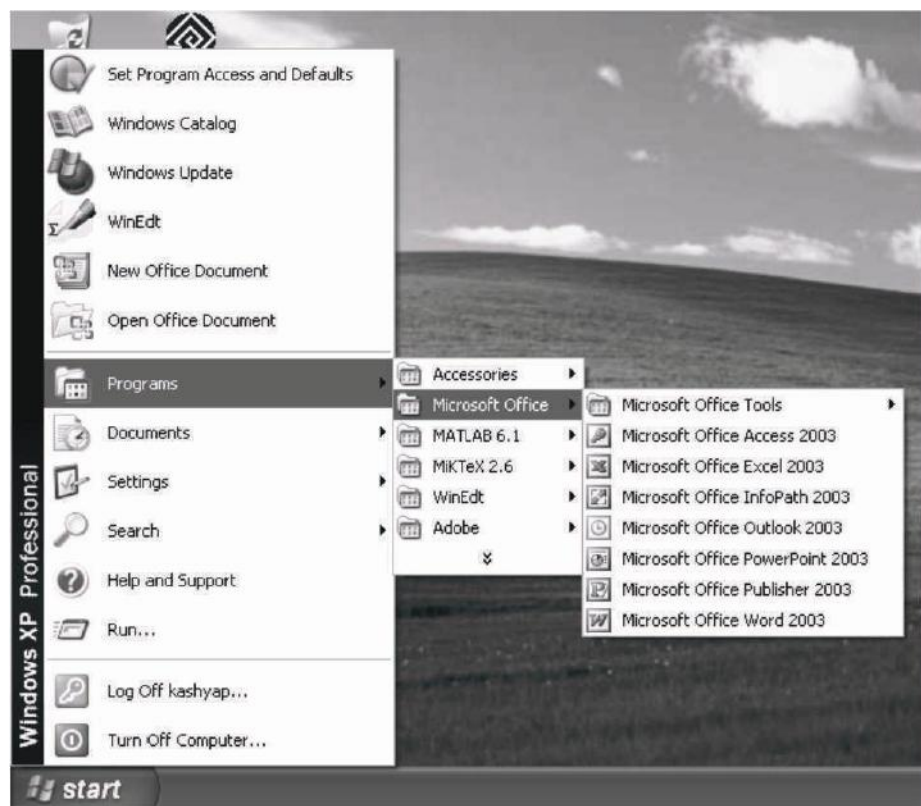 Set Program Access and Defaults
Windows Catalog
Windows Update
WinEdt
New Office Document
Open Office Document
Programs
Documents
Settings
Search
Help and Support
Run...
Log Off kashyap...
Turn Off Computer...
Windows XP Professional
Accessories
Microsoft Office
MATLAB 6.1
MiKTeX 2.6
WinEdt
Adobe
Microsoft Office Tools
Microsoft Office Access 2003
Microsoft Office Excel 2003
Microsoft Office InfoPath 2003
Microsoft Office Outlook 2003
Microsoft Office PowerPoint 2003
Microsoft Office Publisher 2003
Microsoft Office Word 2003
start